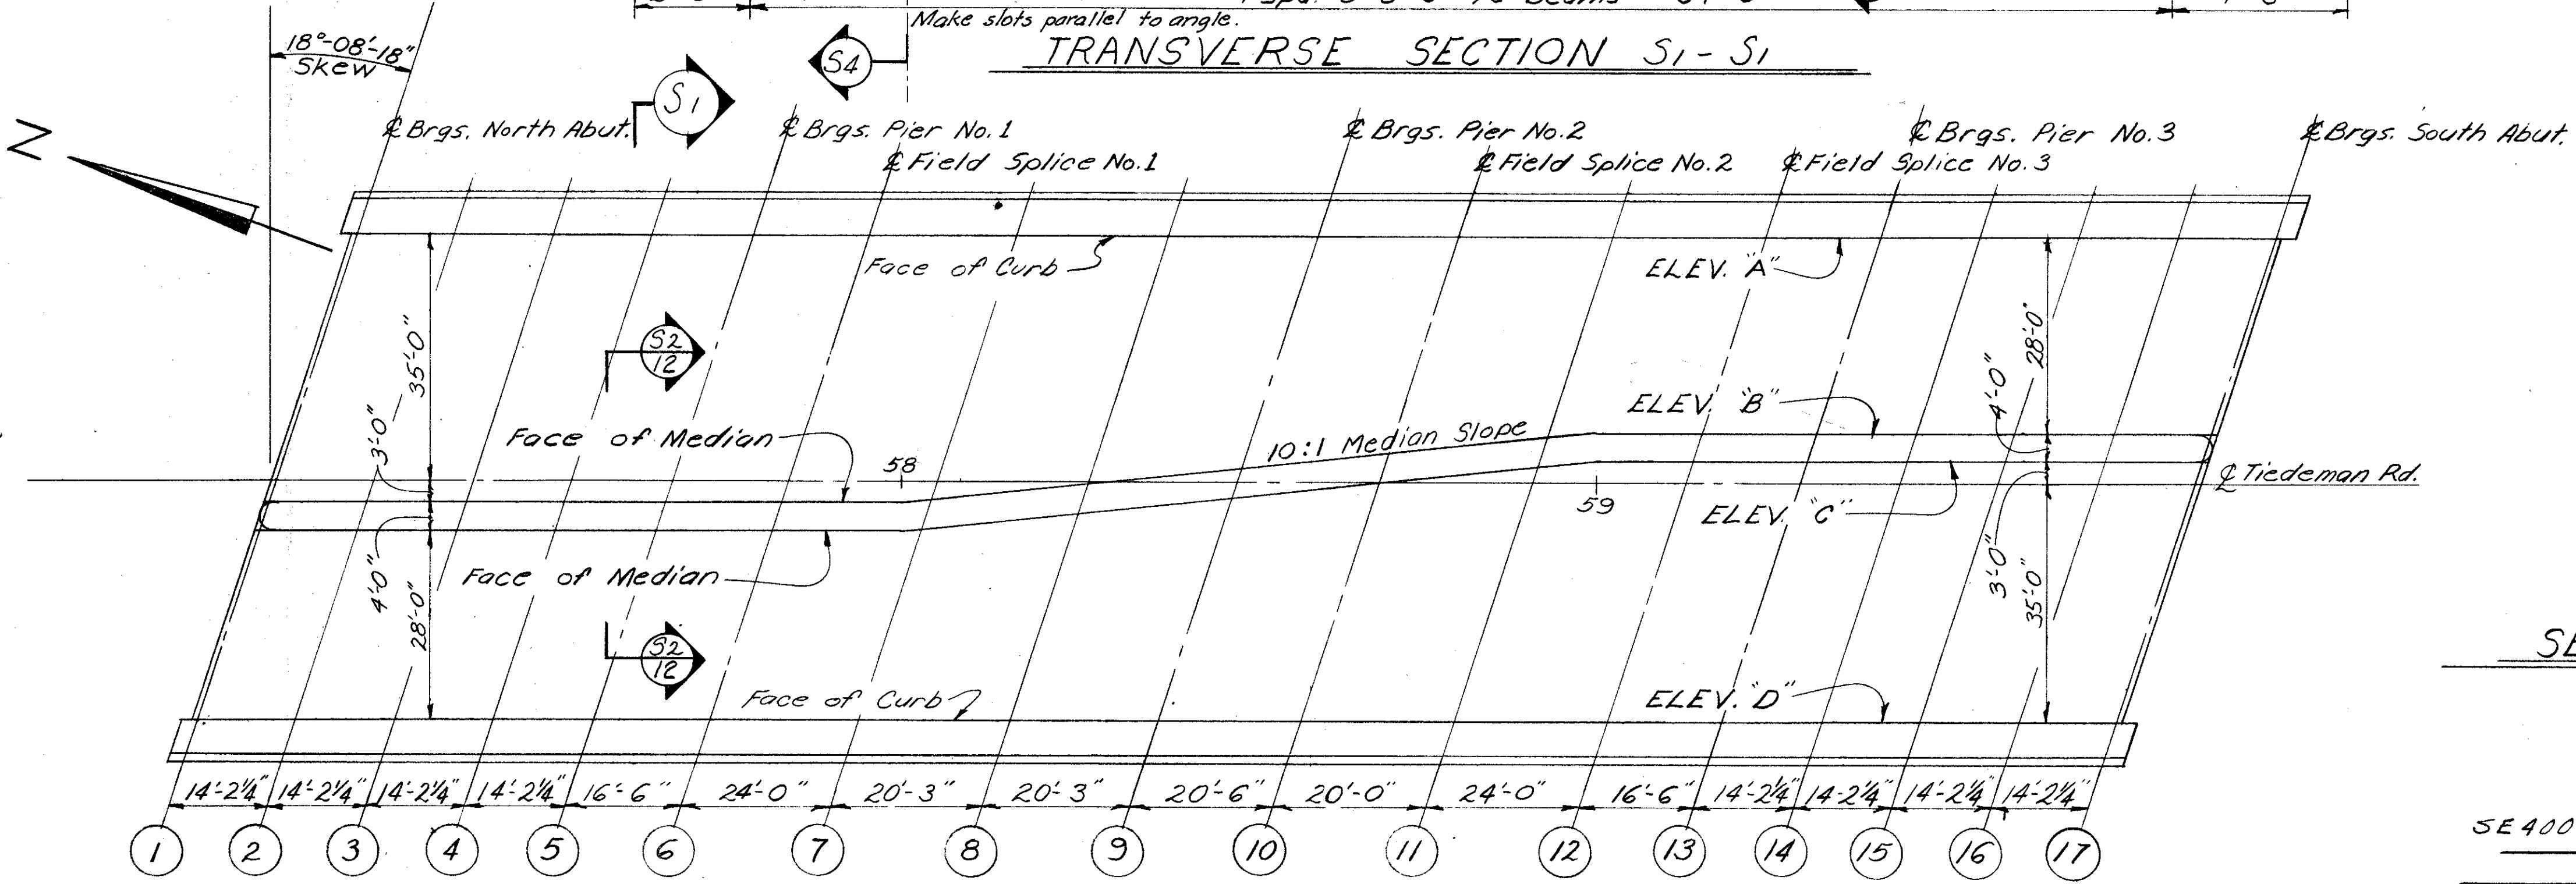 Make slots parallel to angle.
TRANSVERSE SECTION S1-S1
18°-08'-18"
Skew
S1
S4
N
℄ Brgs. North Abut.
℄ Brgs. Pier No.1
℄ Field Splice No.1
℄ Brgs. Pier No.2
℄ Field Splice No.2
℄ Field Splice No.3
℄ Brgs. Pier No.3
℄ Brgs. South Abut.
Face of Curb
ELEV. "A"
35'-0"
3'-0"
4'-0"
28'-0"
S2
12
Face of Median
58
10:1 Median Slope
ELEV. "B"
59
ELEV. "C"
28'-0"
4'-0"
3'-0"
35'-0"
℄ Tiedeman Rd.
Face of Median
S2
12
Face of Curb
ELEV. "D"
14'-2¼" 14'-2¼" 14'-2¼" 14'-2¼" 16'-6" 24'-0" 20'-3" 20'-3" 20'-6" 20'-0" 24'-0" 16'-6" 14'-2¼" 14'-2¼" 14'-2¼" 14'-2¼"
1 2 3 4 5 6 7 8 9 10 11 12 13 14 15 16 17
SE400